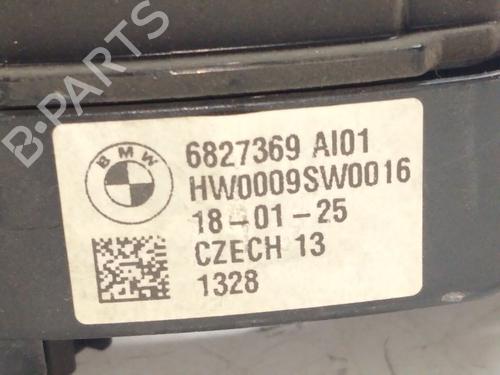 B-PARTS
BMW
6827369 AI01
HW0009SW0016
18-01-25
CZECH 13
1328